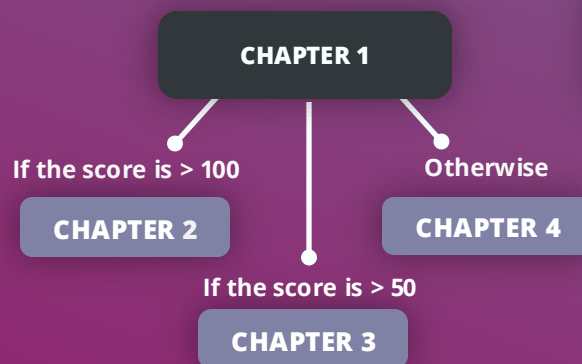 CHAPTER 1
If the score is > 100
Otherwise
CHAPTER 2
CHAPTER 4
If the score is > 50
CHAPTER 3